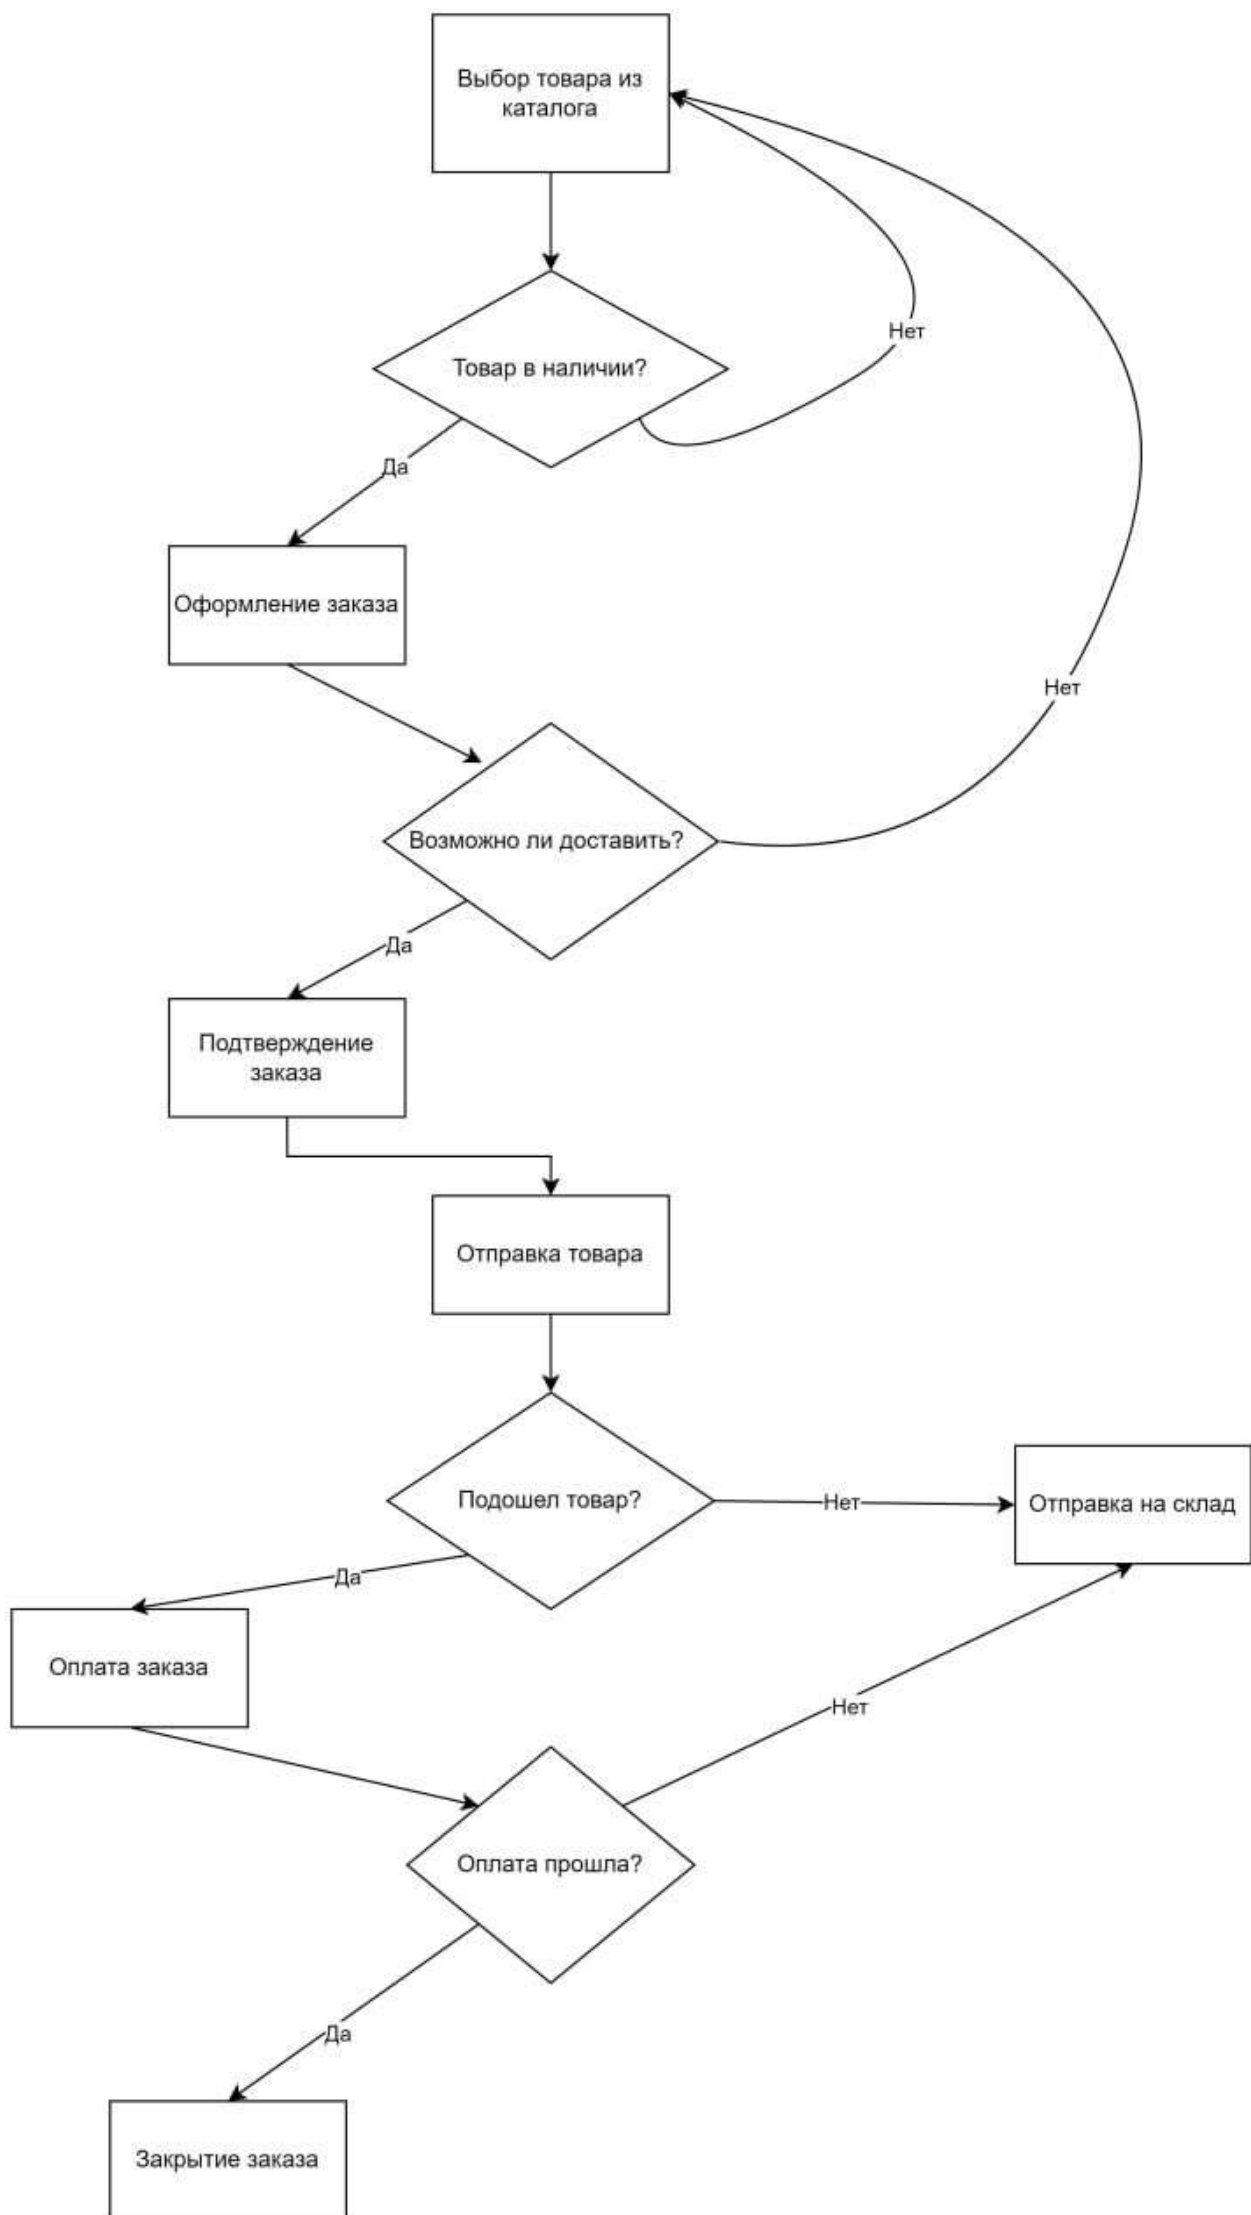 Выбор товара из
каталога
Нет
Товар в наличии?
Да
Оформление заказа
Нет
Возможно ли доставить?
Да
Подтверждение
заказа
Отправка товара
Подошел товар?
Нет
Отправка на склад
Да
Оплата заказа
Нет
Оплата прошла?
Да
Закрытие заказа